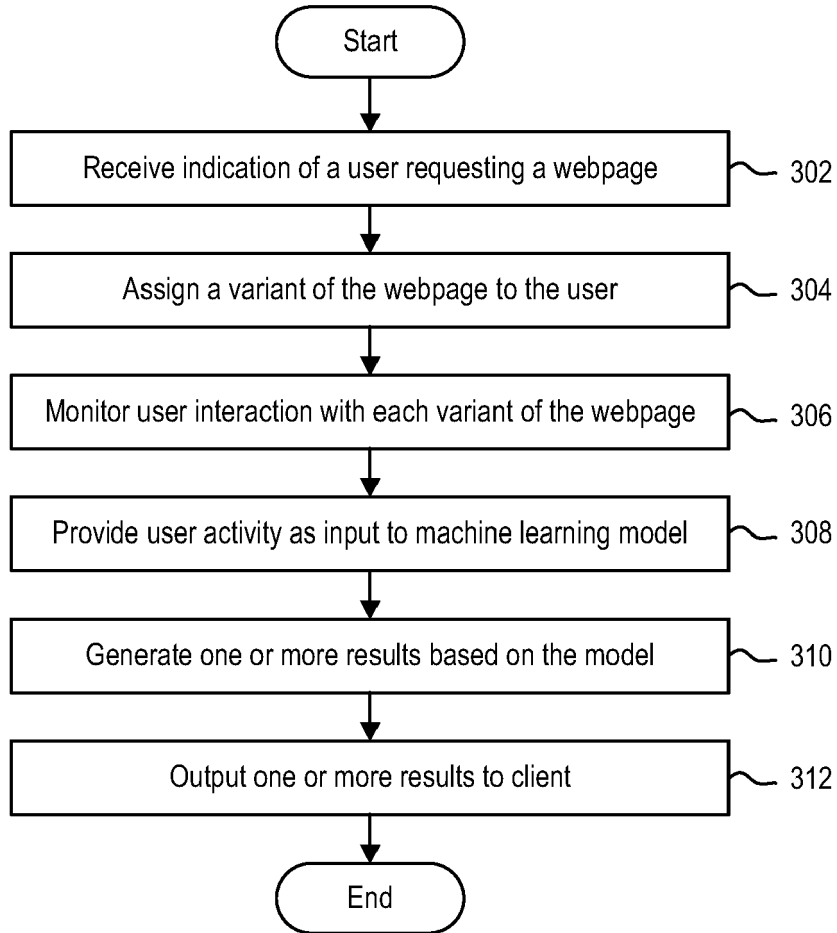 Start
Receive indication of a user requesting a webpage 302
Assign a variant of the webpage to the user 304
Monitor user interaction with each variant of the webpage 306
Provide user activity as input to machine learning model 308
Generate one or more results based on the model 310
Output one or more results to client 312
End